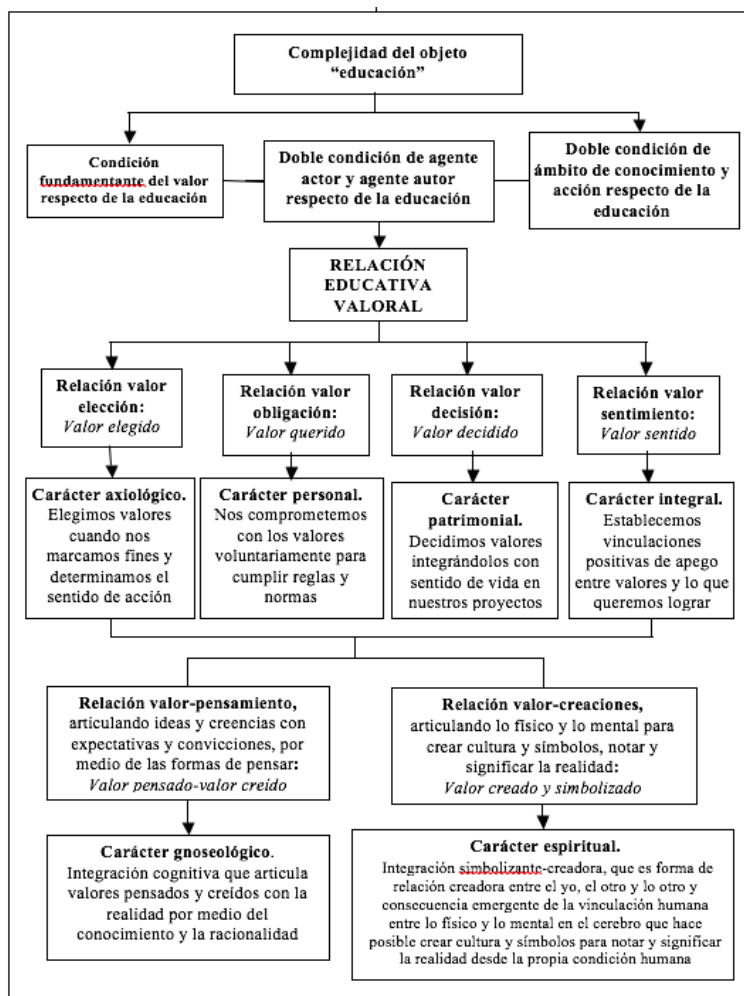 Complejidad del objeto
“educación”
Condición
fundamentante del valor
respecto de la educación
Doble condición de agente
actor y agente autor
respecto de la educación
Doble condición de
ámbito de conocimiento y
acción respecto de la
educación
RELACIÓN
EDUCATIVA
VALORAL
Relación valor
elección:
Valor elegido
Relación valor
obligación:
Valor querido
Relación valor
decisión:
Valor decidido
Relación valor
sentimiento:
Valor sentido
Carácter axiológico.
Elegimos valores
cuando nos
marcamos fines y
determinamos el
sentido de acción
Carácter personal.
Nos comprometemos
con los valores
voluntariamente para
cumplir reglas y
normas
Carácter
patrimonial.
Decidimos valores
integrándolos con
sentido de vida en
nuestros proyectos
Carácter integral.
Establecemos
vinculaciones
positivas de apego
entre valores y lo que
queremos lograr
Relación valor-pensamiento,
articulando ideas y creencias con
expectativas y convicciones, por
medio de las formas de pensar:
Valor pensado-valor creído
Relación valor-creaciones,
articulando lo físico y lo mental para
crear cultura y símbolos, notar y
significar la realidad:
Valor creado y simbolizado
Carácter gnoseológico.
Integración cognitiva que articula
valores pensados y creídos con la
realidad por medio del
conocimiento y la racionalidad
Carácter espiritual.
Integración simbolizante-creadora, que es forma de
relación creadora entre el yo, el otro y lo otro y
consecuencia emergente de la vinculación humana
entre lo físico y lo mental en el cerebro que hace
posible crear cultura y símbolos para notar y significar
la realidad desde la propia condición humana